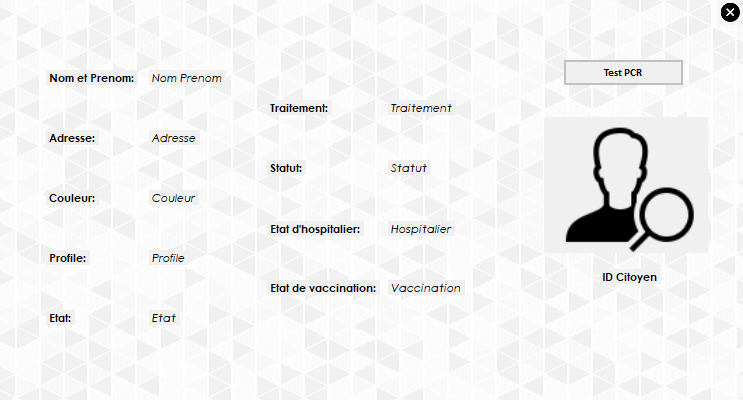 Nom et Prenom: Nom Prenom
Adresse: Adresse
Couleur: Couleur
Profile: Profile
Etat: Etat
Traitement: Traitement
Statut: Statut
Etat d'hospitalier: Hospitalier
Etat de vaccination: Vaccination
Test PCR
ID Citoyen